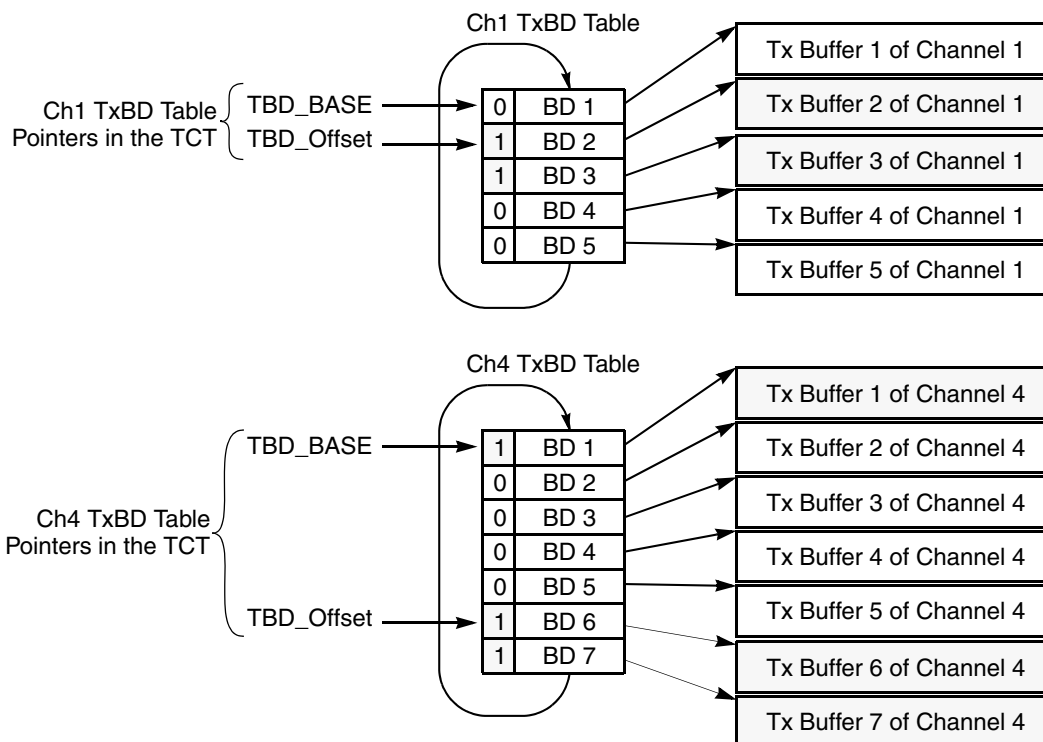 Ch1 TxBD Table
Ch1 TxBD Table
Pointers in the TCT
TBD_BASE
TBD_Offset
0 BD 1
1 BD 2
1 BD 3
0 BD 4
0 BD 5
Tx Buffer 1 of Channel 1
Tx Buffer 2 of Channel 1
Tx Buffer 3 of Channel 1
Tx Buffer 4 of Channel 1
Tx Buffer 5 of Channel 1
Ch4 TxBD Table
Ch4 TxBD Table
Pointers in the TCT
TBD_BASE
TBD_Offset
1 BD 1
0 BD 2
0 BD 3
0 BD 4
0 BD 5
1 BD 6
1 BD 7
Tx Buffer 1 of Channel 4
Tx Buffer 2 of Channel 4
Tx Buffer 3 of Channel 4
Tx Buffer 4 of Channel 4
Tx Buffer 5 of Channel 4
Tx Buffer 6 of Channel 4
Tx Buffer 7 of Channel 4